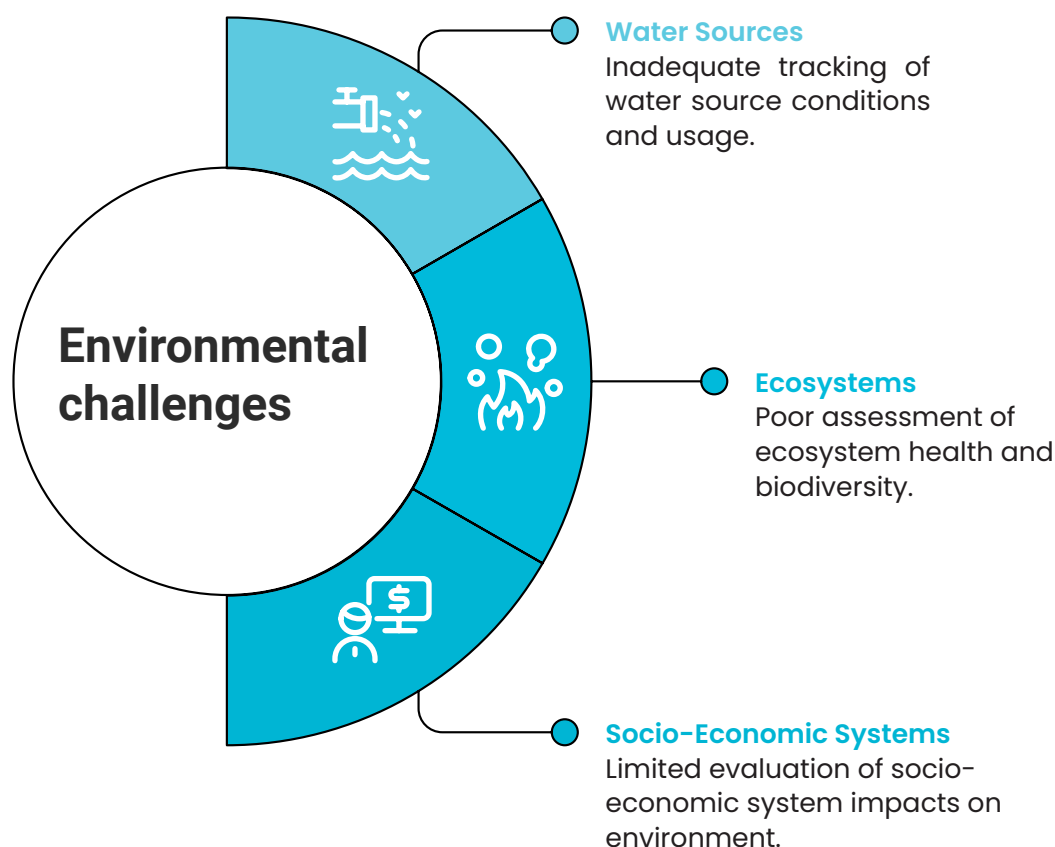 Environmental
challenges
Water Sources
Inadequate tracking of
water source conditions
and usage.
Ecosystems
Poor assessment of
ecosystem health and
biodiversity.
$
Socio-Economic Systems
Limited evaluation of socio-
economic system impacts on
environment.